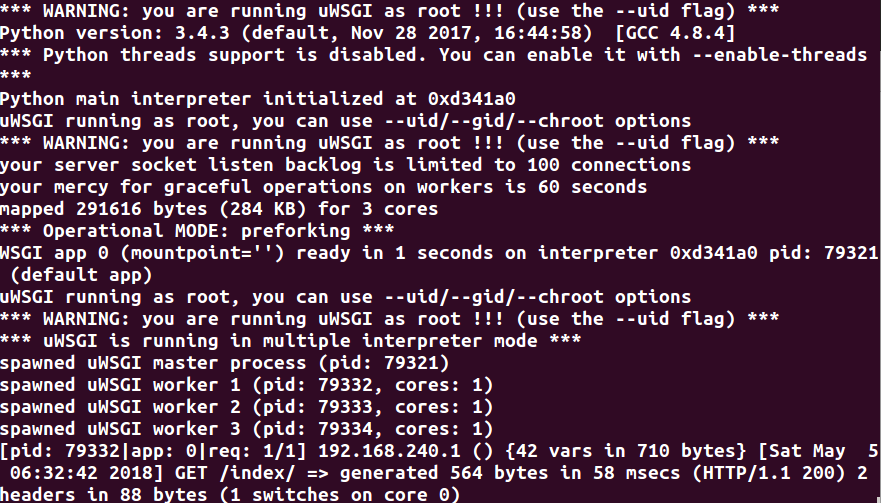 *** WARNING: you are running uWSGI as root !!! (use the --uid flag) ***
Python version: 3.4.3 (default, Nov 28 2017, 16:44:58)  [GCC 4.8.4]
*** Python threads support is disabled. You can enable it with --enable-threads
***
Python main interpreter initialized at 0xd341a0
uWSGI running as root, you can use --uid/--gid/--chroot options
*** WARNING: you are running uWSGI as root !!! (use the --uid flag) ***
your server socket listen backlog is limited to 100 connections
your mercy for graceful operations on workers is 60 seconds
mapped 291616 bytes (284 KB) for 3 cores
*** Operational MODE: preforking ***
WSGI app 0 (mountpoint='') ready in 1 seconds on interpreter 0xd341a0 pid: 79321
 (default app)
uWSGI running as root, you can use --uid/--gid/--chroot options
*** WARNING: you are running uWSGI as root !!! (use the --uid flag) ***
*** uWSGI is running in multiple interpreter mode ***
spawned uWSGI master process (pid: 79321)
spawned uWSGI worker 1 (pid: 79332, cores: 1)
spawned uWSGI worker 2 (pid: 79333, cores: 1)
spawned uWSGI worker 3 (pid: 79334, cores: 1)
[pid: 79332|app: 0|req: 1/1] 192.168.240.1 () {42 vars in 710 bytes} [Sat May  5
 06:32:42 2018] GET /index/ => generated 564 bytes in 58 msecs (HTTP/1.1 200) 2
headers in 88 bytes (1 switches on core 0)